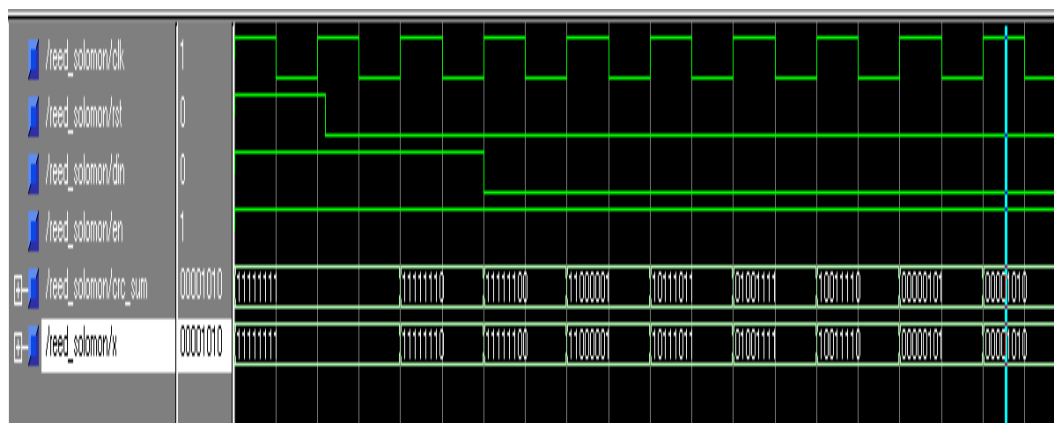 /reed_solomon/clk 1
/reed_solomon/rst 0
/reed_solomon/din 0
/reed_solomon/en 1
/reed_solomon/crc_sum 00001010 11111111 11111110 11111100 11000001 10111011 01001111 10011110 00000101 00001010
/reed_solomon/x 00001010 11111111 11111110 11111100 11000001 10111011 01001111 10011110 00000101 00001010